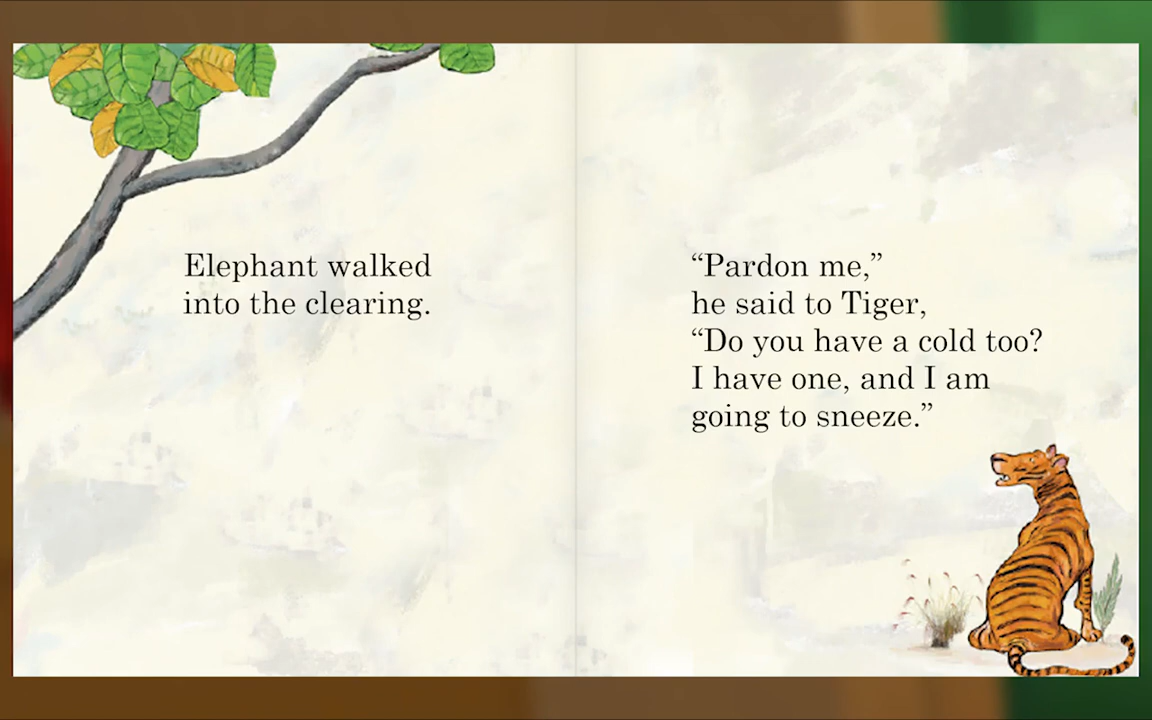 Elephant walked
into the clearing.
“Pardon me,”
he said to Tiger,
“Do you have a cold too?
I have one, and I am
going to sneeze.”